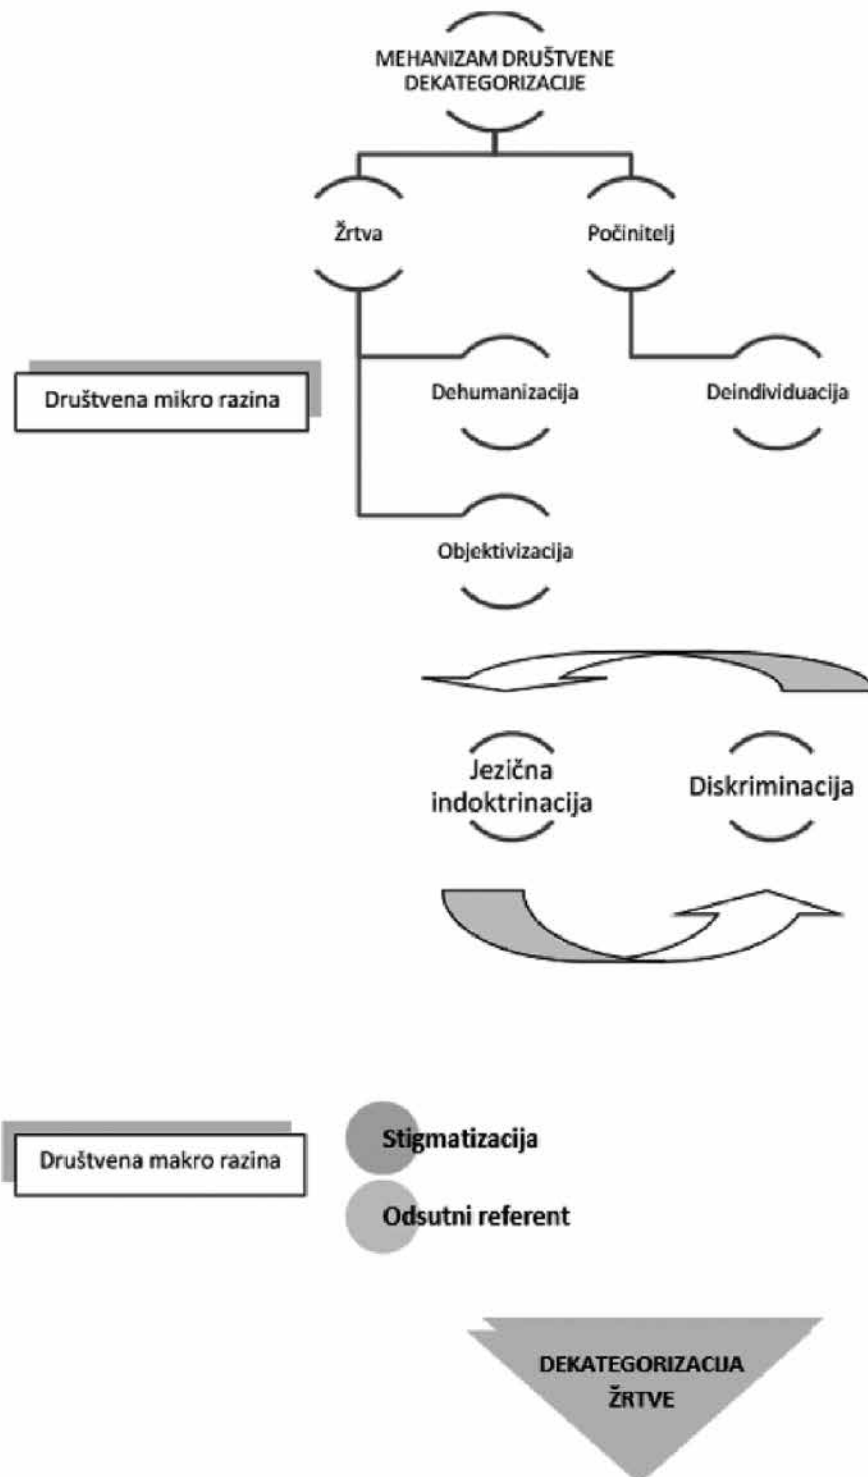 MEHANIZAM DRUŠTVENE
DEKATEGORIZACIJE
Žrtva
Počinitelj
Društvena mikro razina
Dehumanizacija
Deindividuacija
Objektivizacija
Jezična
indoktrinacija
Diskriminacija
Društvena makro razina
Stigmatizacija
Odsutni referent
DEKATEGORIZACIJA
ŽRTVE